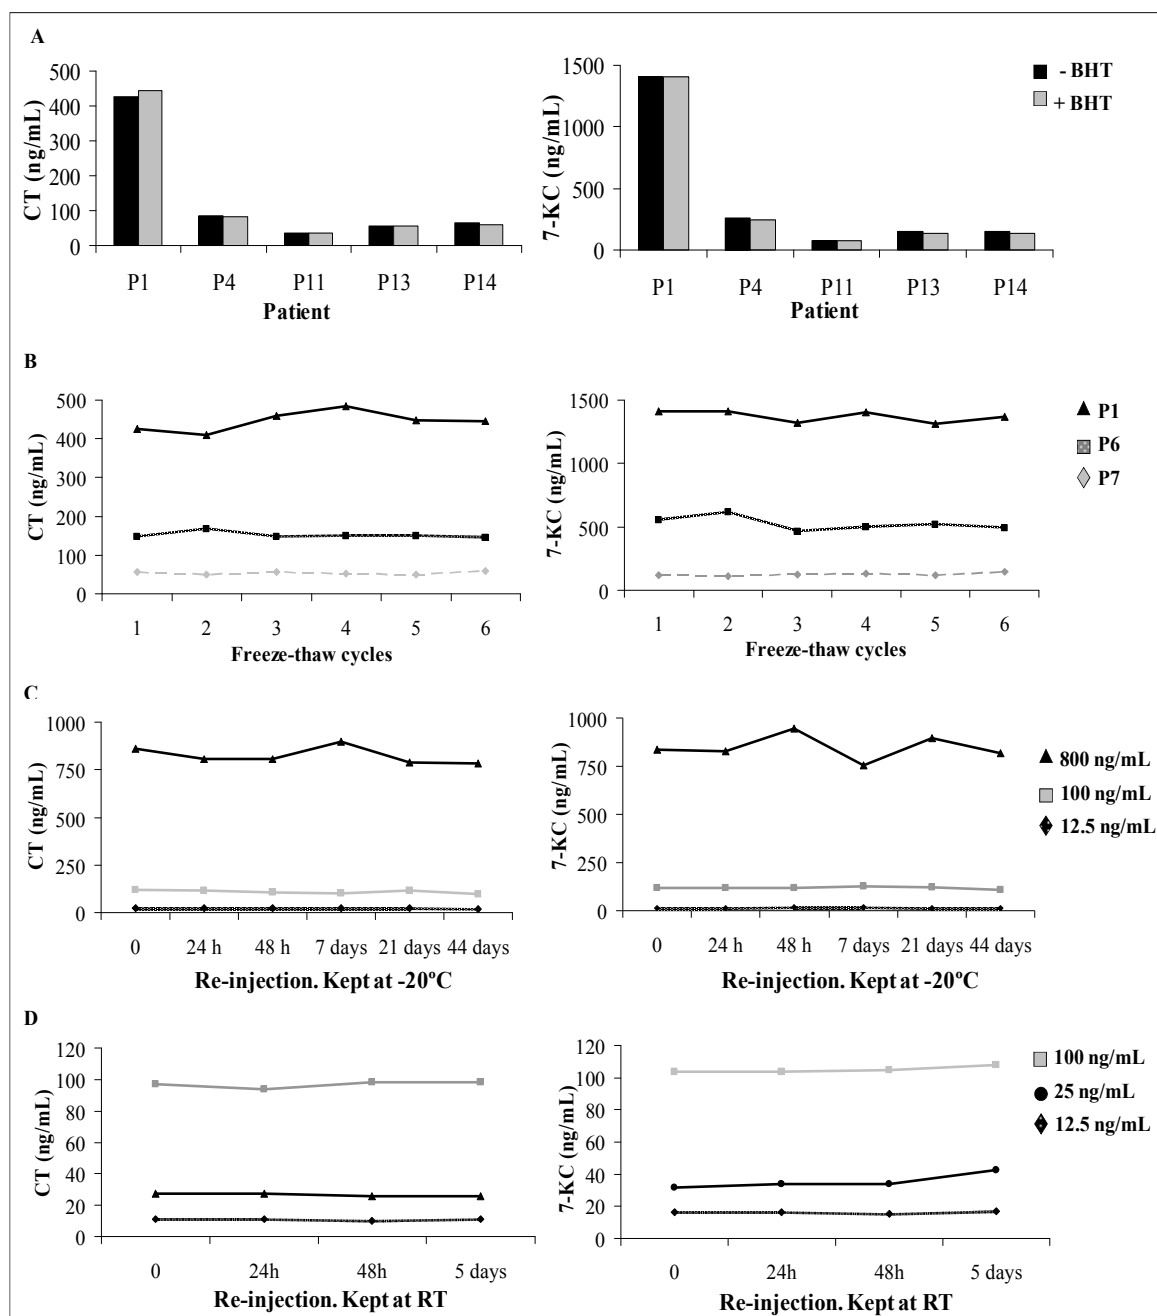 A
500
400
300
200
100
0
CT (ng/mL)
P1 P4 P11 P13 P14
Patient
1500
1000
500
0
7-KC (ng/mL)
P1 P4 P11 P13 P14
Patient
- BHT
+ BHT
B
500
400
300
200
100
0
CT (ng/mL)
1 2 3 4 5 6
Freeze-thaw cycles
1500
1000
500
0
7-KC (ng/mL)
1 2 3 4 5 6
Freeze-thaw cycles
P1
P6
P7
C
1000
750
500
250
0
CT (ng/mL)
0 24 h 48 h 7 days 21 days 44 days
Re-injection. Kept at -20ºC
1000
750
500
250
0
7-KC (ng/mL)
0 24 h 48 h 7 days 21 days 44 days
Re-injection. Kept at -20ºC
800 ng/mL
100 ng/mL
12.5 ng/mL
D
120
100
80
60
40
20
0
CT (ng/mL)
0 24h 48h 5 days
Re-injection. Kept at RT
120
100
80
60
40
20
0
7-KC (ng/mL)
0 24h 48h 5 days
Re-injection. Kept at RT
100 ng/mL
25 ng/mL
12.5 ng/mL